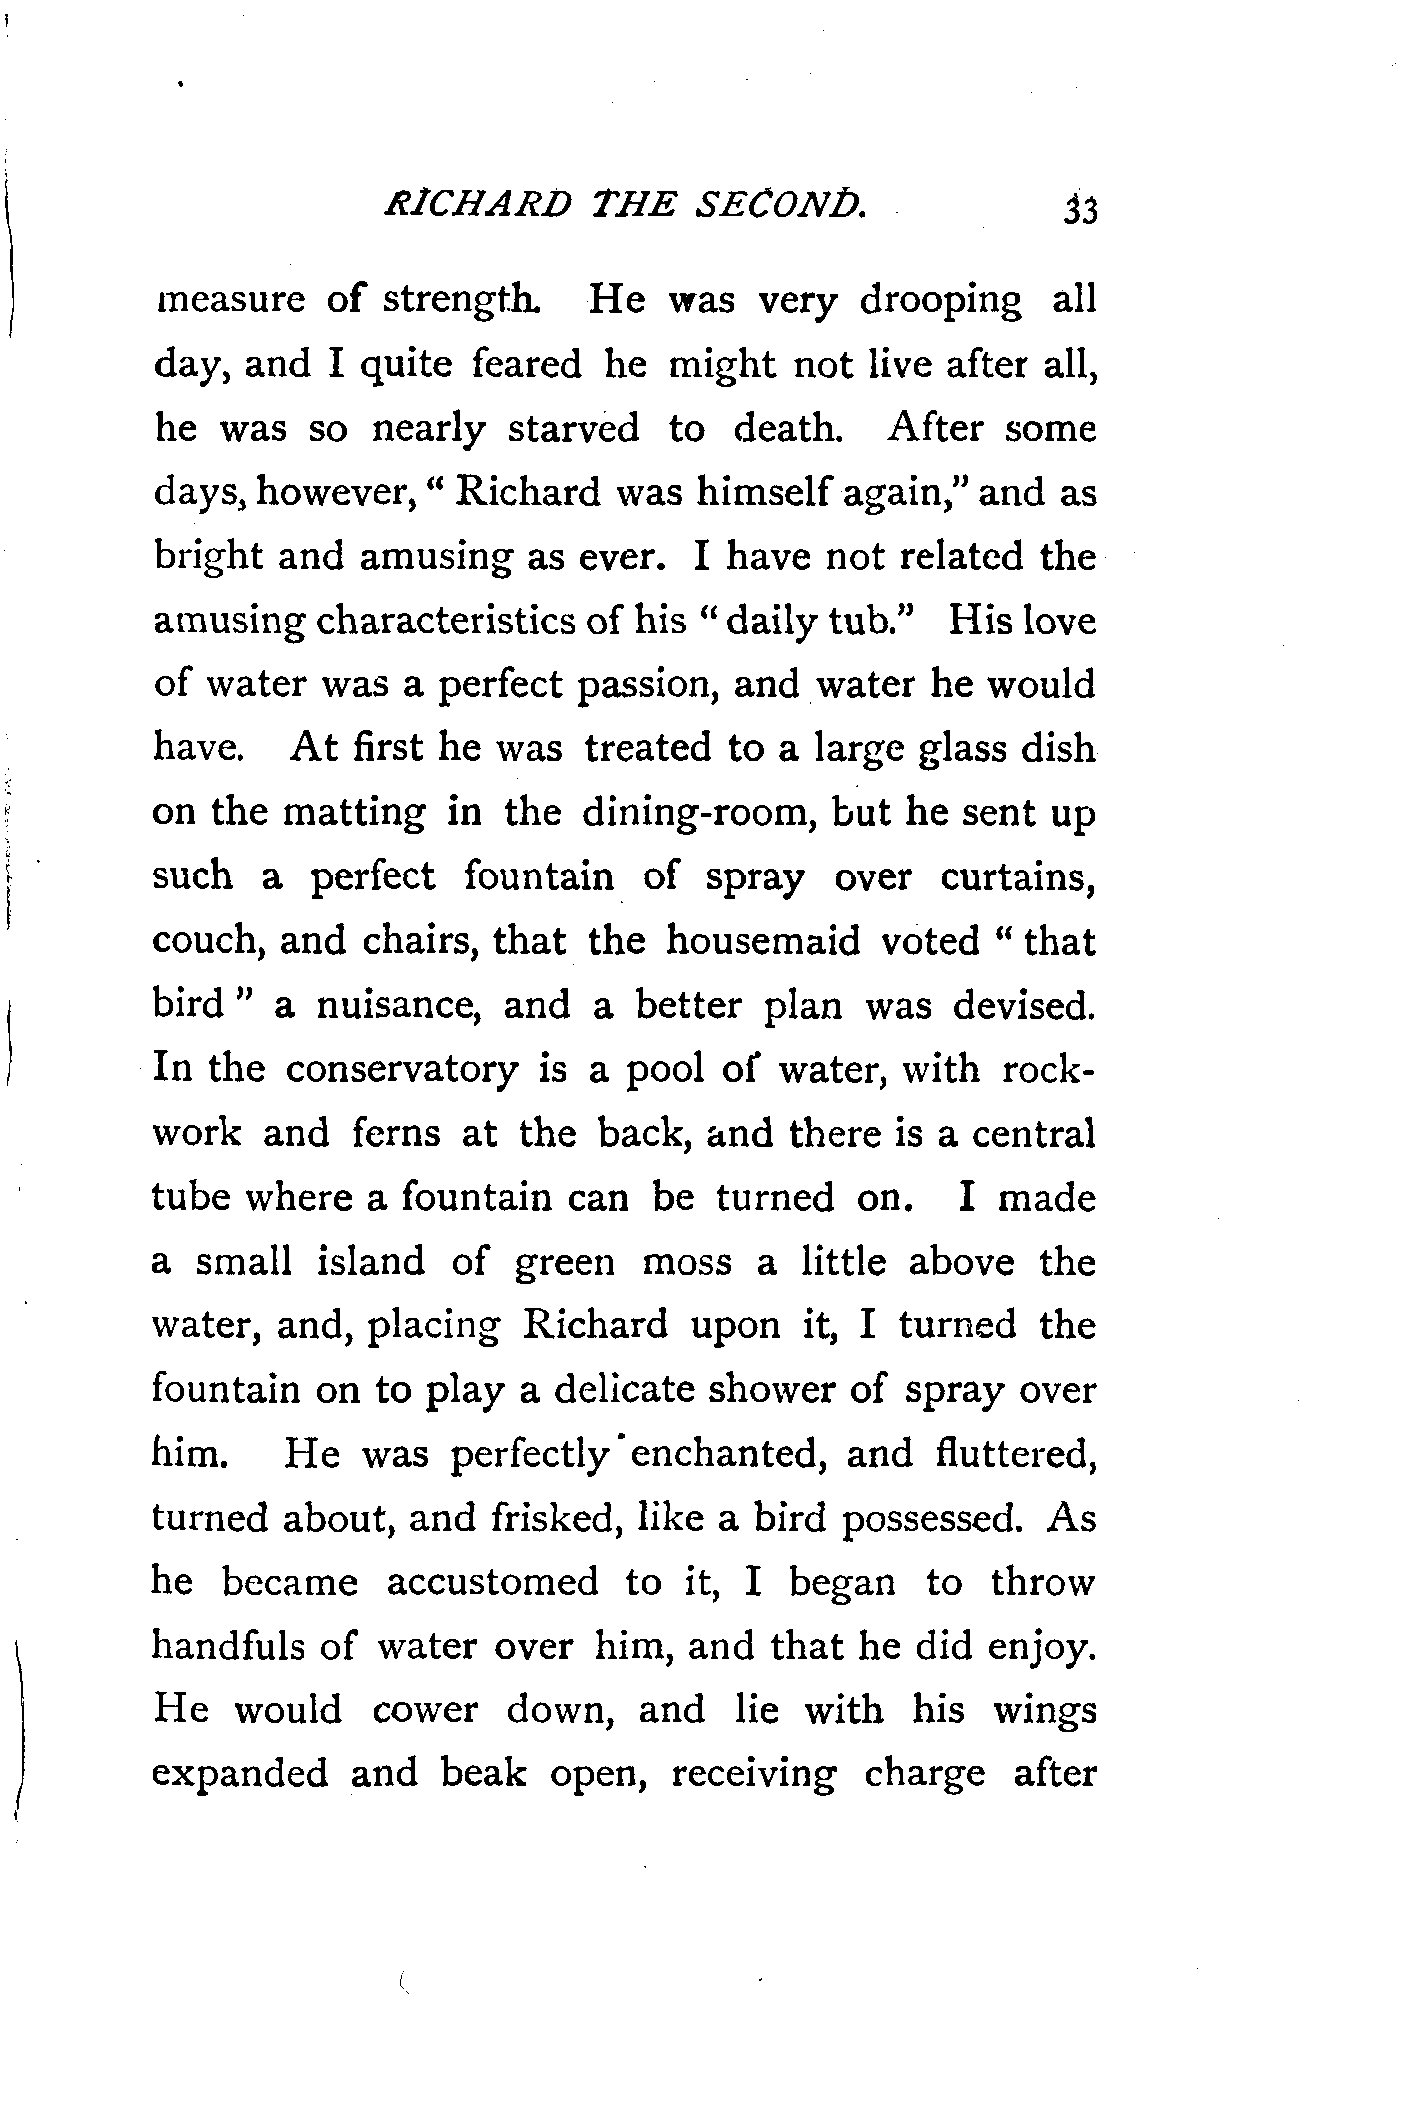 RICHARD THE SECOND. 33
measure of strength. He was very drooping all
day, and I quite feared he might not live after all,
he was so nearly starved to death. After some
days, however, “ Richard was himself again,” and as
bright and amusing as ever. I have not related the
amusing characteristics of his “ daily tub.” His love
of water was a perfect passion, and water he would
have. At first he was treated to a large glass dish
on the matting in the dining-room, but he sent up
such a perfect fountain of spray over curtains,
couch, and chairs, that the housemaid voted “ that
bird ” a nuisance, and a better plan was devised.
In the conservatory is a pool of water, with rock-
work and ferns at the back, and there is a central
tube where a fountain can be turned on. I made
a small island of green moss a little above the
water, and, placing Richard upon it, I turned the
fountain on to play a delicate shower of spray over
him. He was perfectly enchanted, and fluttered,
turned about, and frisked, like a bird possessed. As
he became accustomed to it, I began to throw
handfuls of water over him, and that he did enjoy.
He would cower down, and lie with his wings
expanded and beak open, receiving charge after